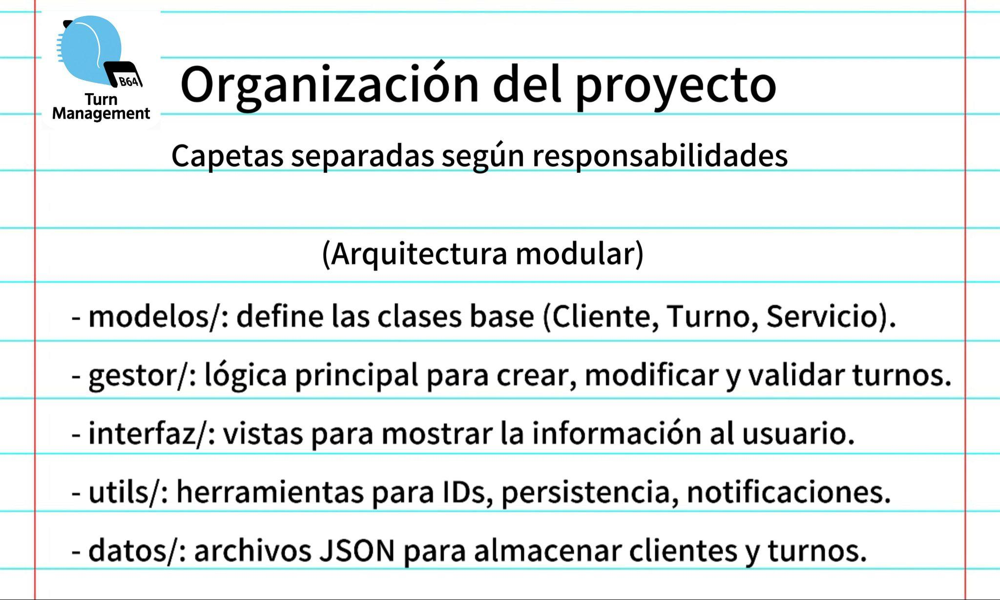 B64
Turn
Management
Organización del proyecto
Capetas separadas según responsabilidades
(Arquitectura modular)
- modelos/: define las clases base (Cliente, Turno, Servicio).
- gestor/: lógica principal para crear, modificar y validar turnos.
- interfaz/: vistas para mostrar la información al usuario.
- utils/: herramientas para IDs, persistencia, notificaciones.
- datos/: archivos JSON para almacenar clientes y turnos.